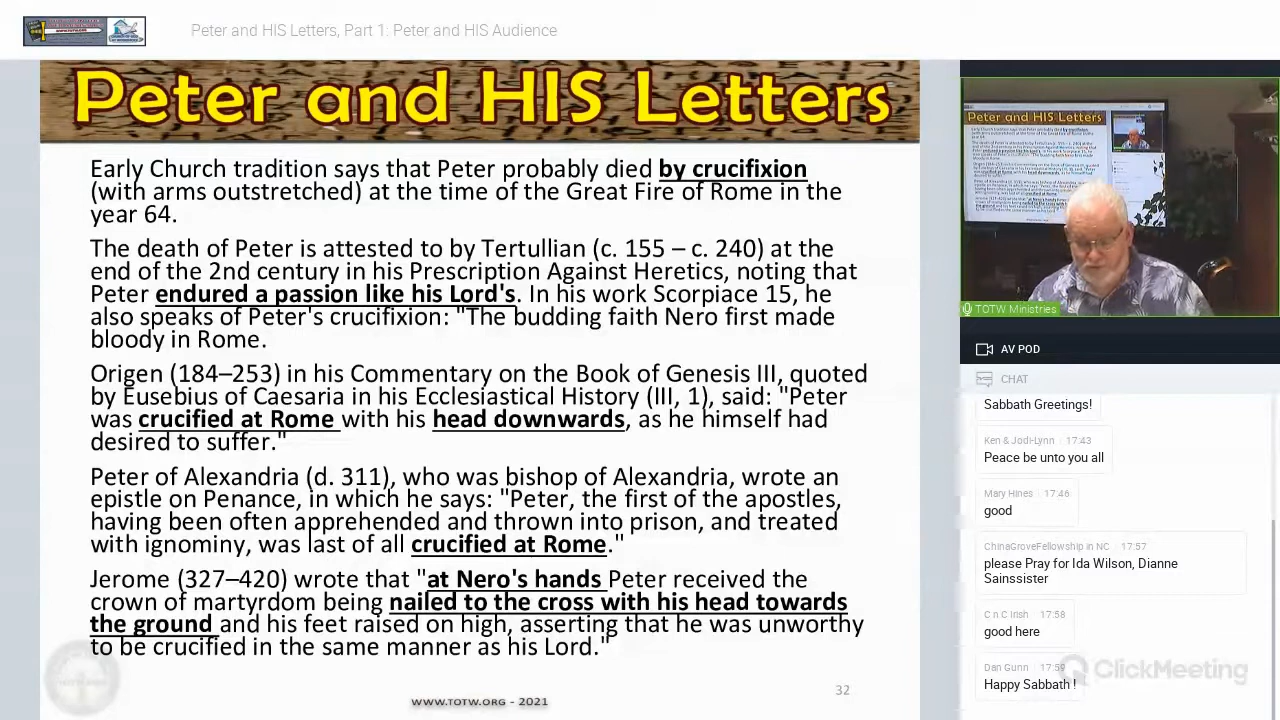 Peter and HIS Letters, Part 1: Peter and HIS Audience
Peter and HIS Letters
Early Church tradition says that Peter probably died by crucifixion
(with arms outstretched) at the time of the Great Fire of Rome in the
year 64.
The death of Peter is attested to by Tertullian (c. 155 – c. 240) at the
end of the 2nd century in his Prescription Against Heretics, noting that
Peter endured a passion like his Lord's. In his work Scorpiace 15, he
also speaks of Peter's crucifixion: "The budding faith Nero first made
bloody in Rome.
Origen (184–253) in his Commentary on the Book of Genesis III, quoted
by Eusebius of Caesaria in his Ecclesiastical History (III, 1), said: "Peter
was crucified at Rome with his head downwards, as he himself had
desired to suffer."
Peter of Alexandria (d. 311), who was bishop of Alexandria, wrote an
epistle on Penance, in which he says: "Peter, the first of the apostles,
having been often apprehended and thrown into prison, and treated
with ignominy, was last of all crucified at Rome."
Jerome (327–420) wrote that "at Nero's hands Peter received the
crown of martyrdom being nailed to the cross with his head towards
the ground and his feet raised on high, asserting that he was unworthy
to be crucified in the same manner as his Lord."
WWW.TOTW.ORG - 2021
32
Peter and HIS Letters
TOTW Ministries
AV POD
CHAT
Sabbath Greetings!
Ken & Jodi-Lynn 17:43
Peace be unto you all
Mary Hines 17:46
good
ChinaGroveFellowship in NC 17:57
please Pray for Ida Wilson, Dianne
Sainssister
C n C Irish 17:58
good here
Dan Gunn 17:59
Happy Sabbath !
ClickMeeting